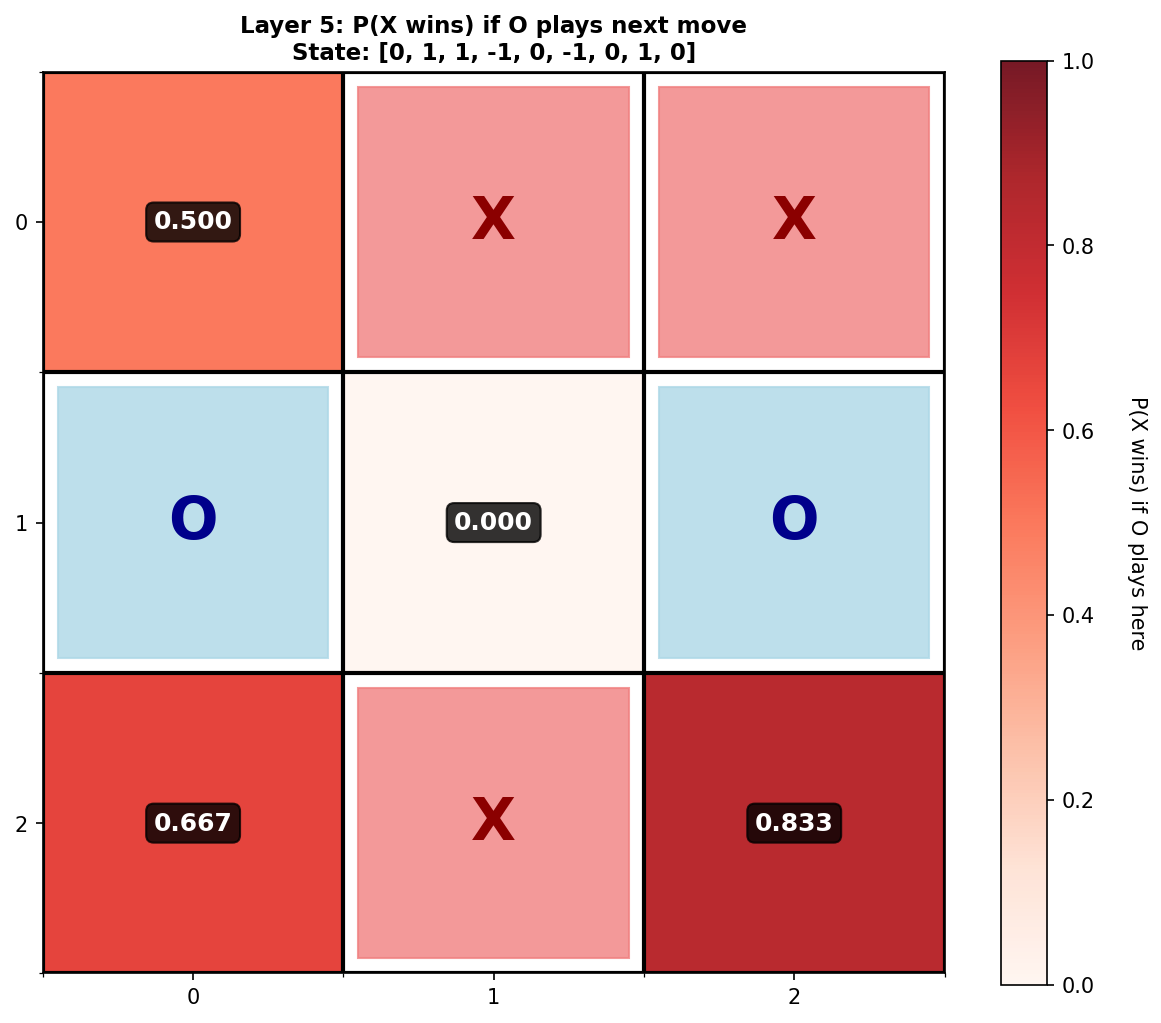 Layer 5: P(X wins) if O plays next move
State: [0, 1, 1, -1, 0, -1, 0, 1, 0]
0
0.500
X
X
1
O
0.000
O
2
0.667
X
0.833
0
1
2
1.0
0.8
0.6
0.4
0.2
0.0
P(X wins) if O plays here